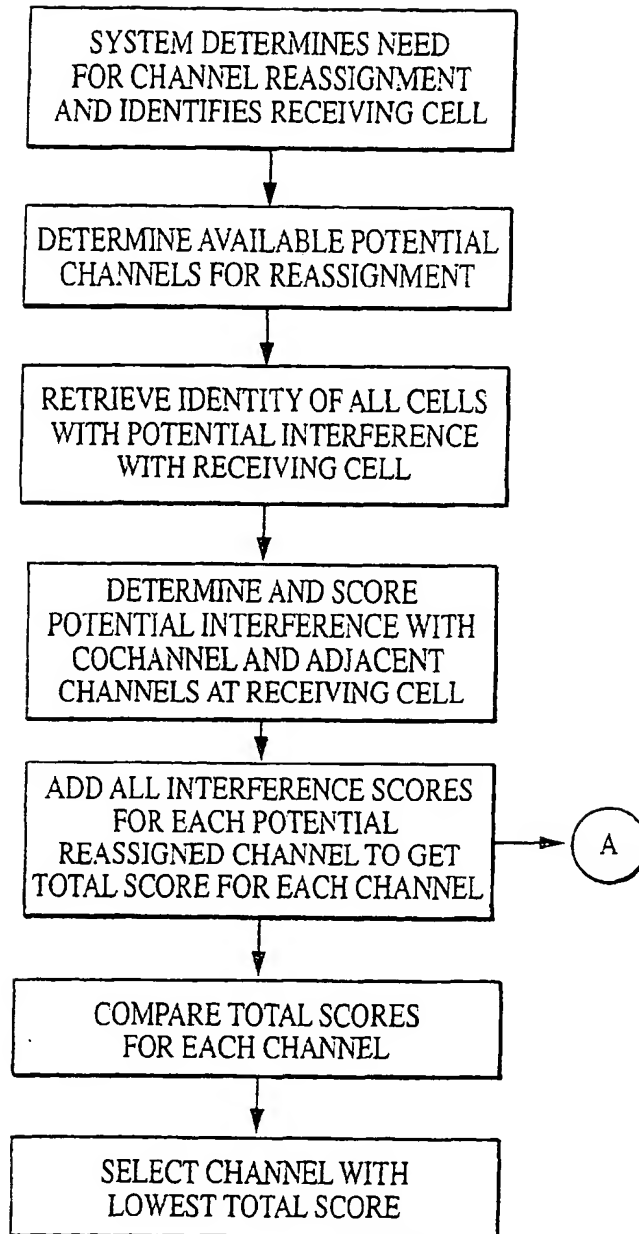 SYSTEM DETERMINES NEED
FOR CHANNEL REASSIGNMENT
AND IDENTIFIES RECEIVING CELL
DETERMINE AVAILABLE POTENTIAL
CHANNELS FOR REASSIGNMENT
RETRIEVE IDENTITY OF ALL CELLS
WITH POTENTIAL INTERFERENCE
WITH RECEIVING CELL
DETERMINE AND SCORE
POTENTIAL INTERFERENCE WITH
COCHANNEL AND ADJACENT
CHANNELS AT RECEIVING CELL
ADD ALL INTERFERENCE SCORES
FOR EACH POTENTIAL
REASSIGNED CHANNEL TO GET
TOTAL SCORE FOR EACH CHANNEL
A
COMPARE TOTAL SCORES
FOR EACH CHANNEL
SELECT CHANNEL WITH
LOWEST TOTAL SCORE